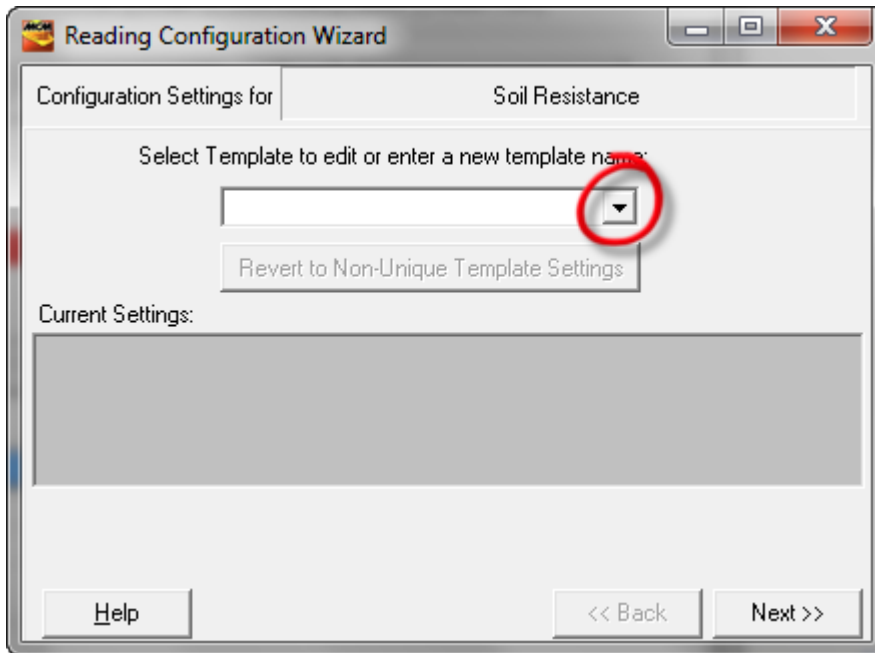 MCM
Reading Configuration Wizard
Configuration Settings for Soil Resistance
Select Template to edit or enter a new template name:
Revert to Non-Unique Template Settings
Current Settings:
Help << Back Next >>